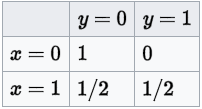 y = 0 y = 1
x = 0 1 0
x = 1 1/2 1/2